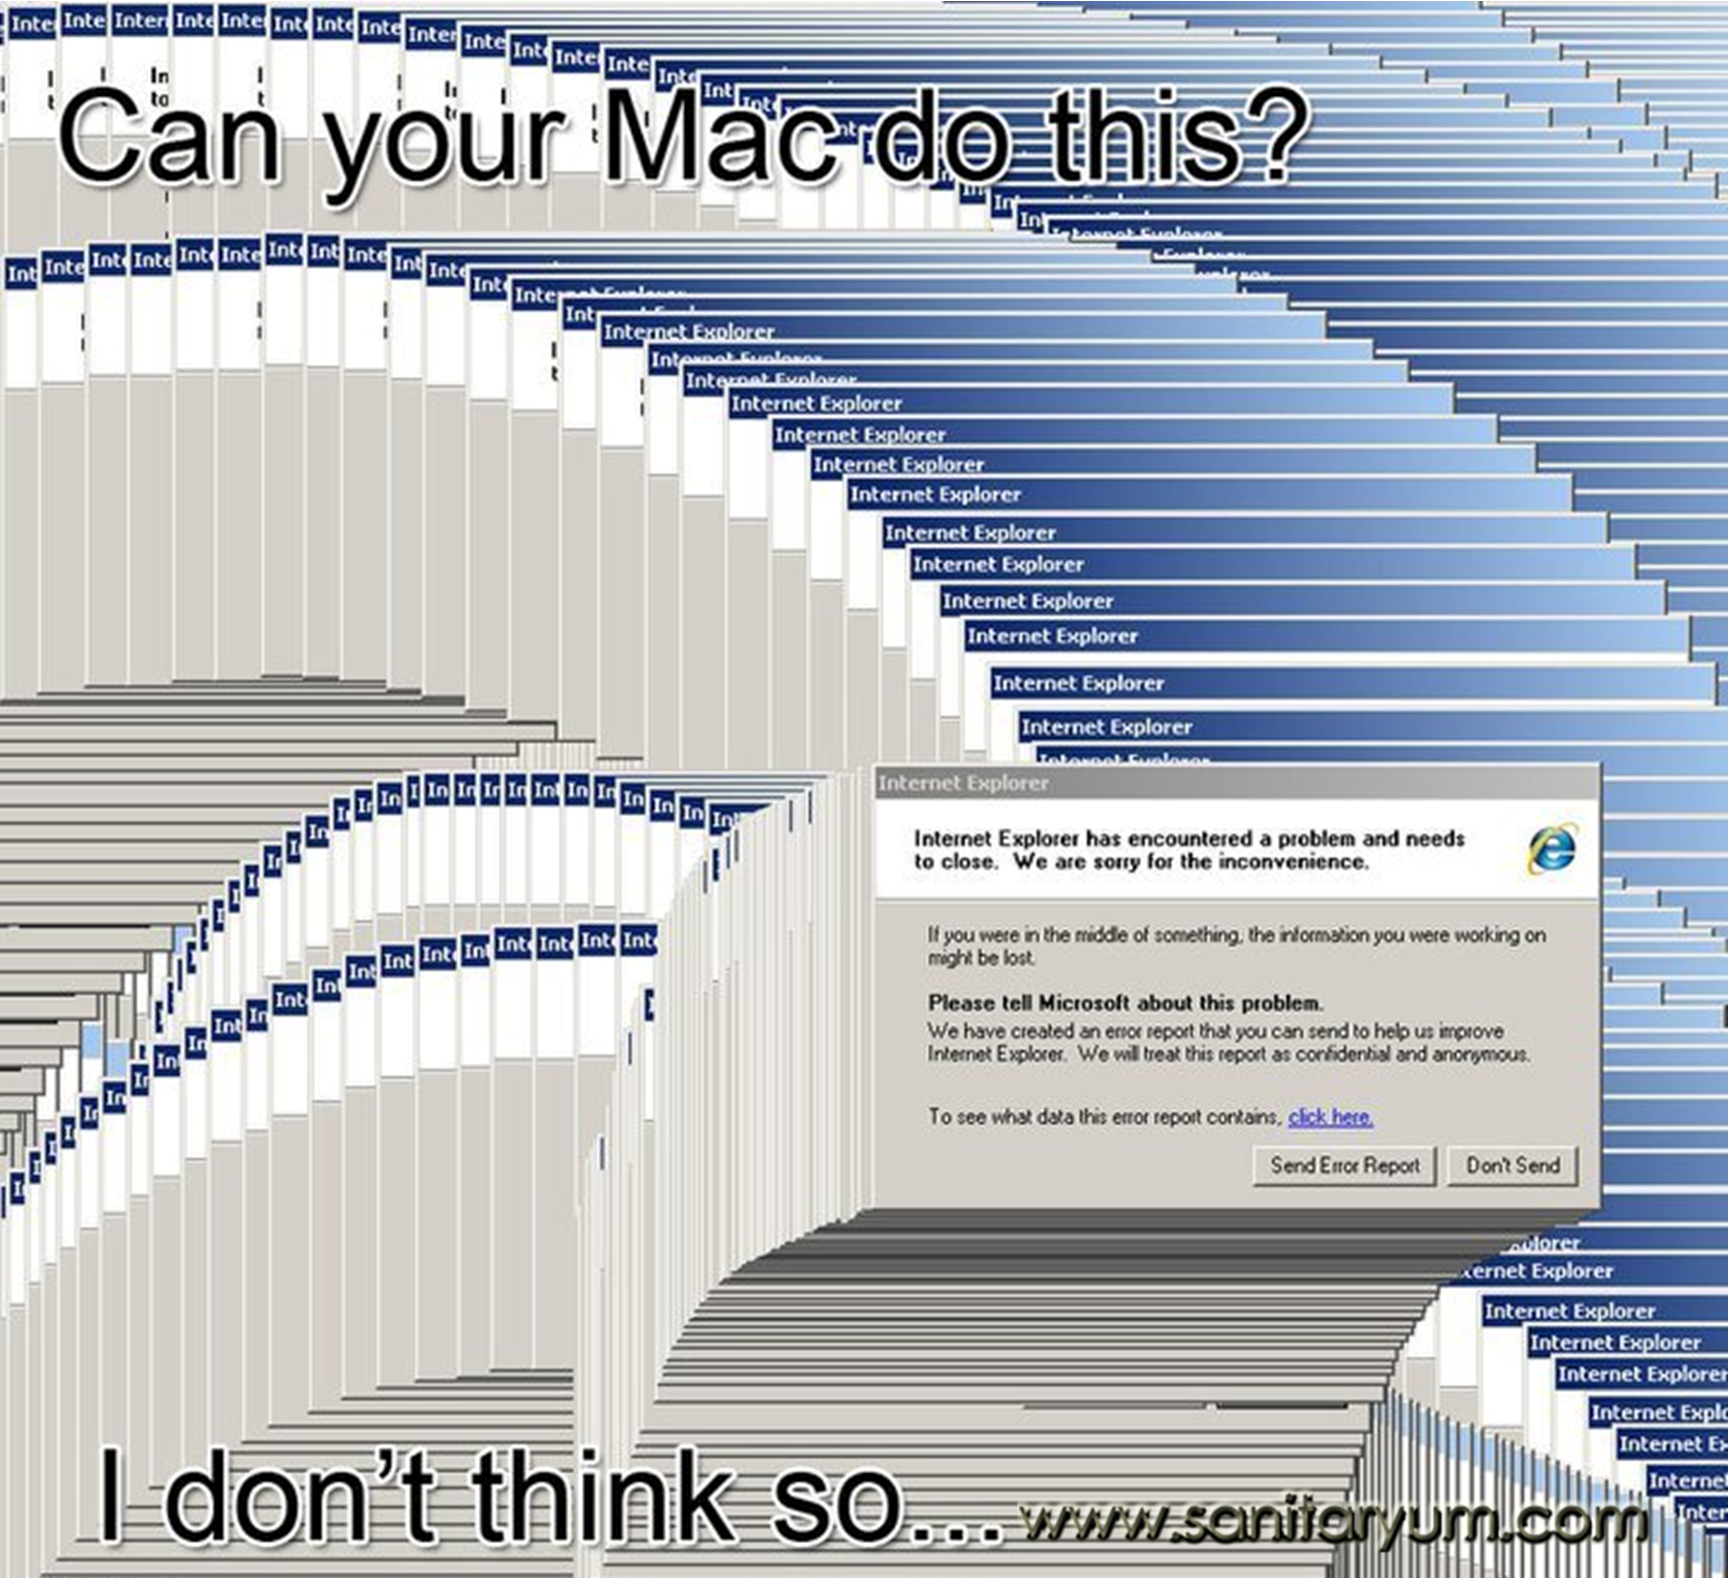 Can your Mac do this?
Internet Explorer
Internet Explorer
Internet Explorer
Internet Explorer
Internet Explorer
Internet Explorer
Internet Explorer
Internet Explorer
Internet Explorer
Internet Explorer
Internet Explorer
Internet Explorer
Internet Explorer
Internet Explorer has encountered a problem and needs
to close. We are sorry for the inconvenience.
If you were in the middle of something, the information you were working on
might be lost.
Please tell Microsoft about this problem.
We have created an error report that you can send to help us improve
Internet Explorer. We will treat this report as confidential and anonymous.
To see what data this error report contains, click here.
Send Error Report Don't Send
Internet Explorer
Internet Explorer
Internet Explorer
I don't think so...
www.sanitaryum.com